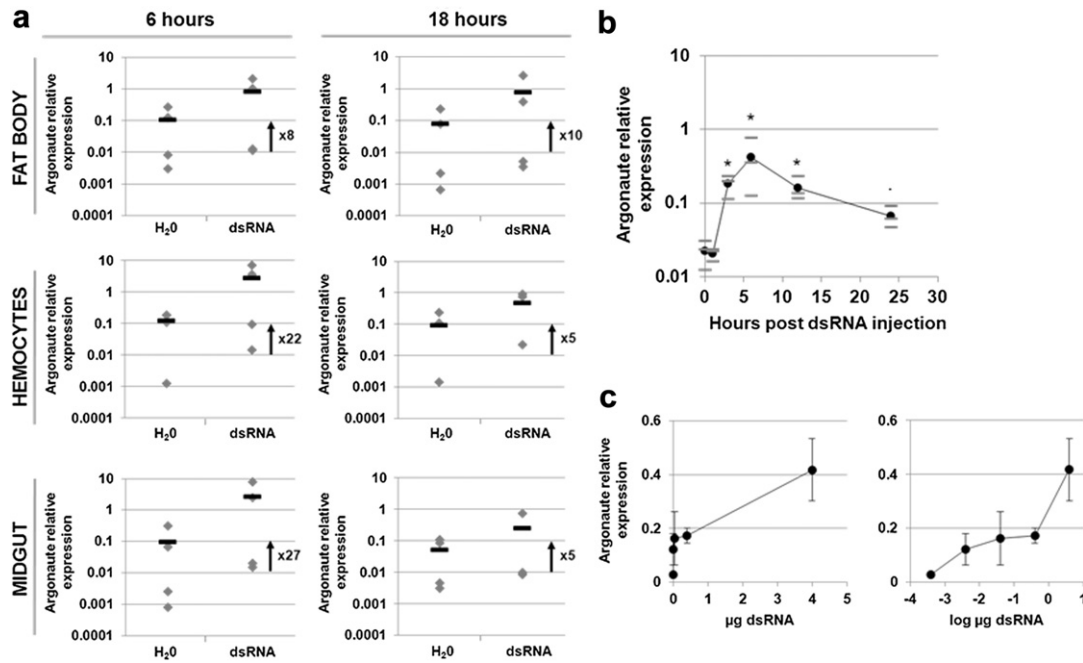 a
6 hours
18 hours
FAT BODY
Argonaute relative
expression
10
1
0.1
0.01
0.001
0.0001
x8
H20
dsRNA
Argonaute relative
expression
10
1
0.1
0.01
0.001
0.0001
x10
H20
dsRNA
HEMOCYTES
Argonaute relative
expression
10
1
0.1
0.01
0.001
0.0001
x22
H20
dsRNA
Argonaute relative
expression
10
1
0.1
0.01
0.001
0.0001
x5
H20
dsRNA
MIDGUT
Argonaute relative
expression
10
1
0.1
0.01
0.001
0.0001
x27
H20
dsRNA
Argonaute relative
expression
10
1
0.1
0.01
0.001
0.0001
x5
H20
dsRNA
b
Argonaute relative
expression
10
1
0.1
0.01
* * * .
0 5 10 15 20 25 30
Hours post dsRNA injection
c
Argonaute relative
expression
0.6
0.4
0.2
0
0 1 2 3 4 5
µg dsRNA
0.6
0.4
0.2
0
-4 -3 -2 -1 0 1
log µg dsRNA